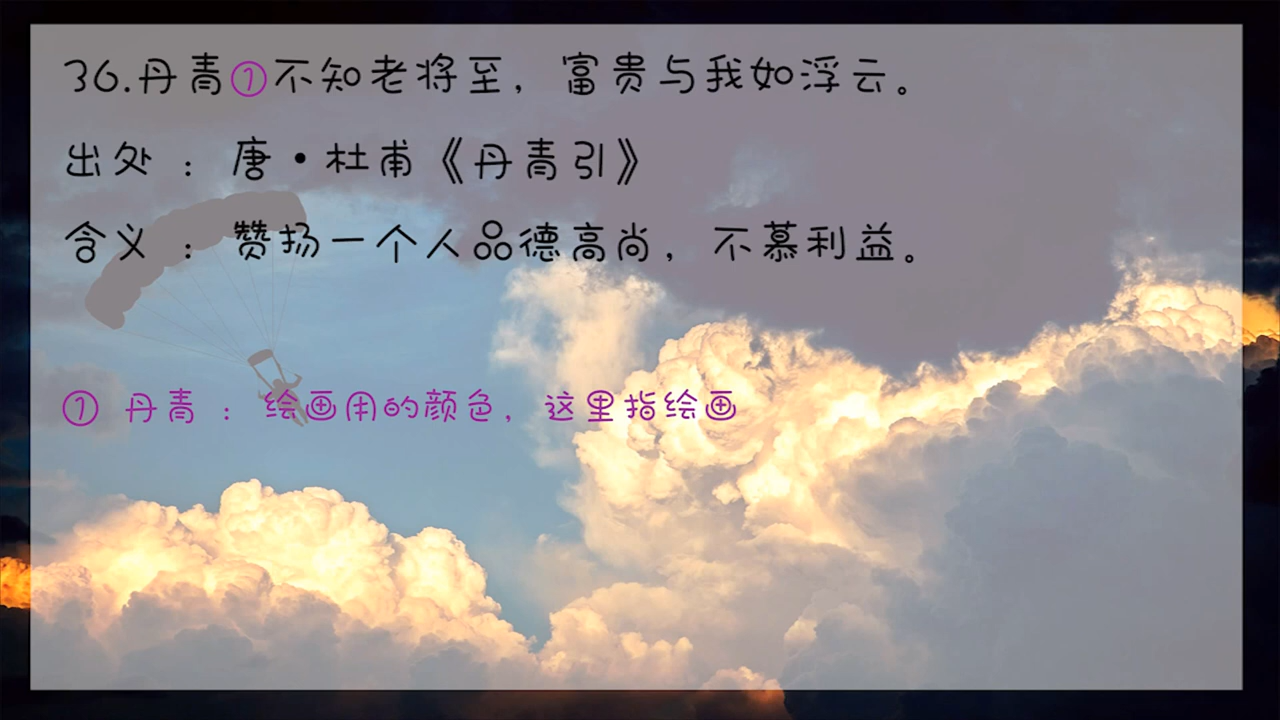 36.丹青①不知老将至，富贵与我如浮云。
出处 ： 唐·杜甫《丹青引》
含义 ： 赞扬一个人品德高尚，不慕利益。
① 丹青 ： 绘画用的颜色，这里指绘画